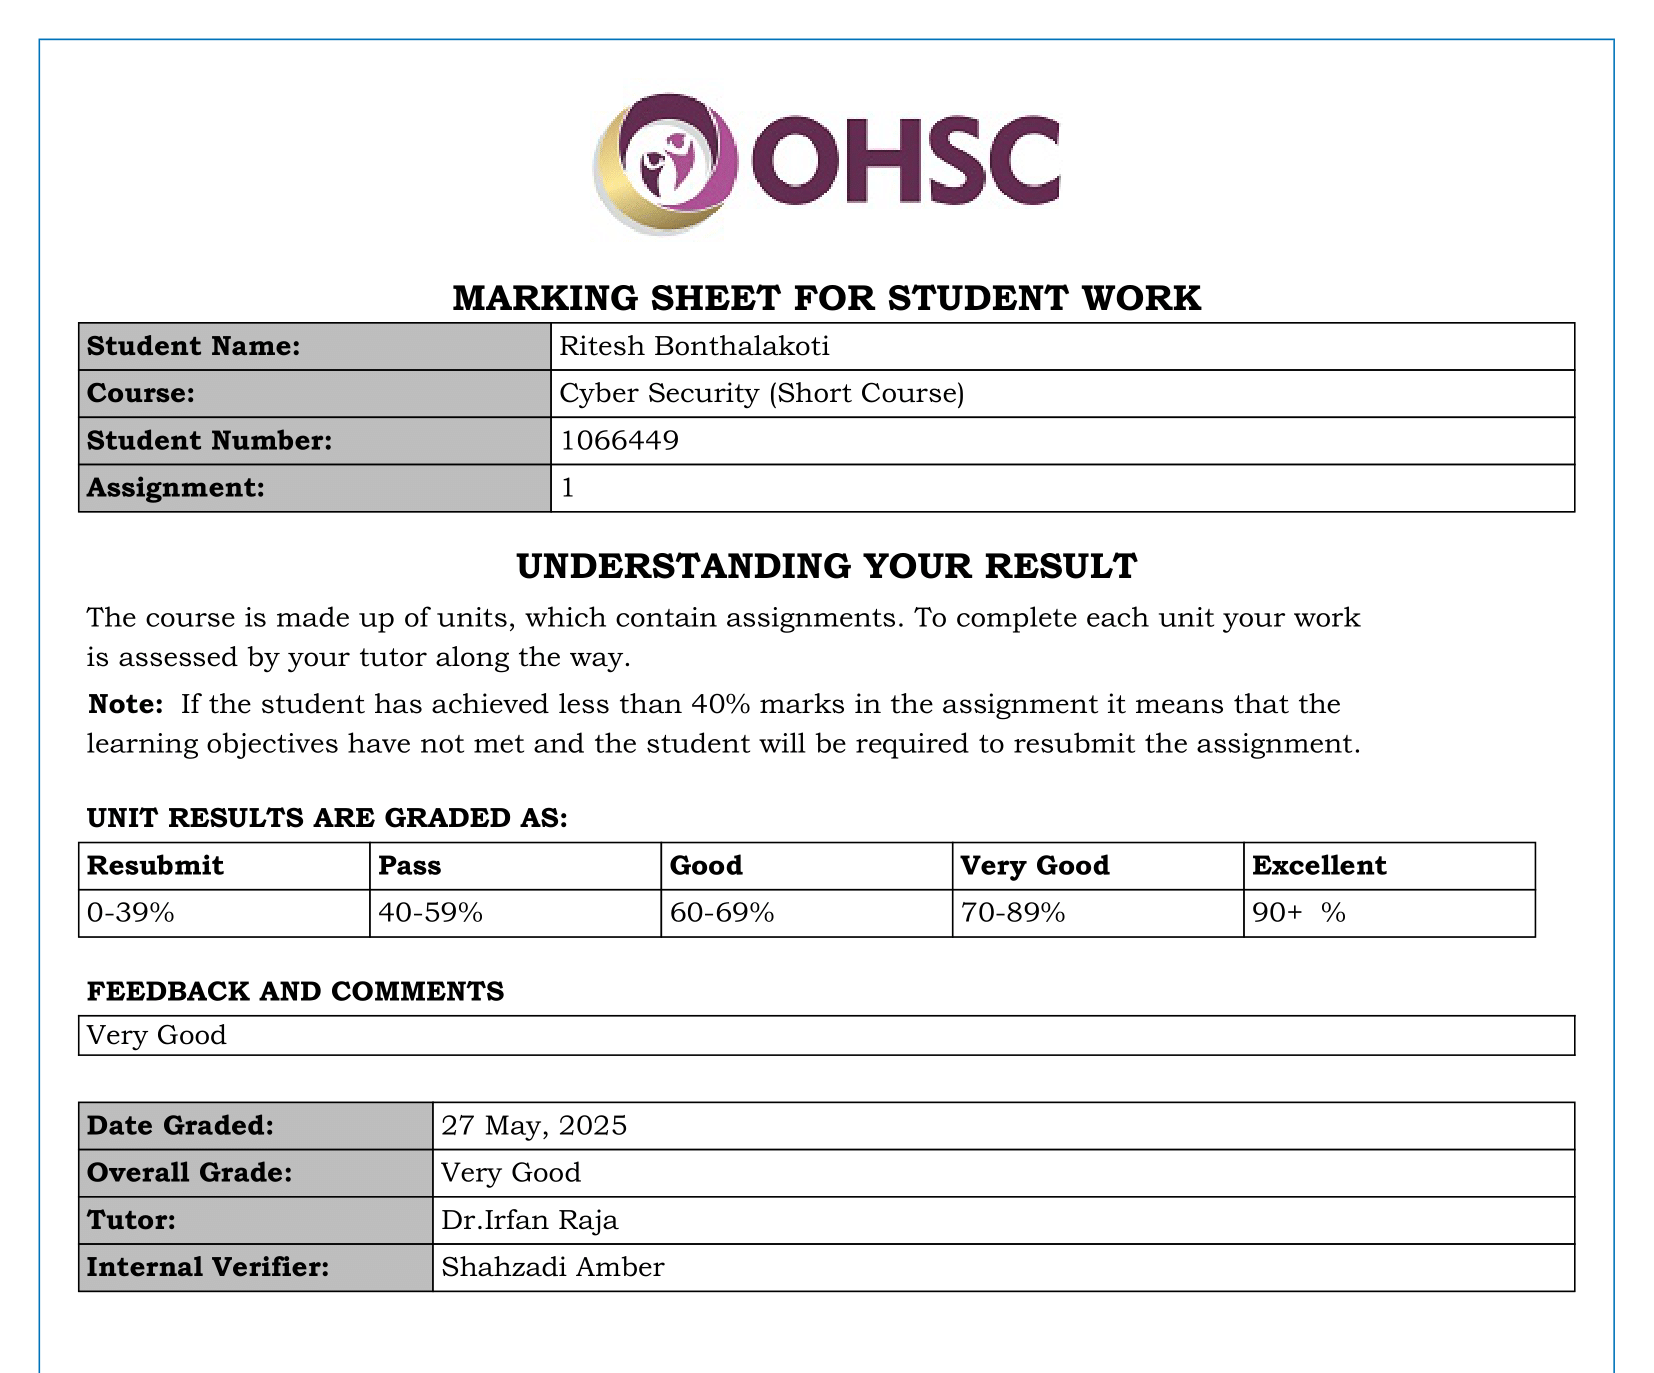 OHSC
MARKING SHEET FOR STUDENT WORK
Student Name: Ritesh Bonthalakoti
Course: Cyber Security (Short Course)
Student Number: 1066449
Assignment: 1
UNDERSTANDING YOUR RESULT
The course is made up of units, which contain assignments. To complete each unit your work
is assessed by your tutor along the way.
Note: If the student has achieved less than 40% marks in the assignment it means that the
learning objectives have not met and the student will be required to resubmit the assignment.
UNIT RESULTS ARE GRADED AS:
Resubmit Pass Good Very Good Excellent
0-39% 40-59% 60-69% 70-89% 90+ %
FEEDBACK AND COMMENTS
Very Good
Date Graded: 27 May, 2025
Overall Grade: Very Good
Tutor: Dr.Irfan Raja
Internal Verifier: Shahzadi Amber